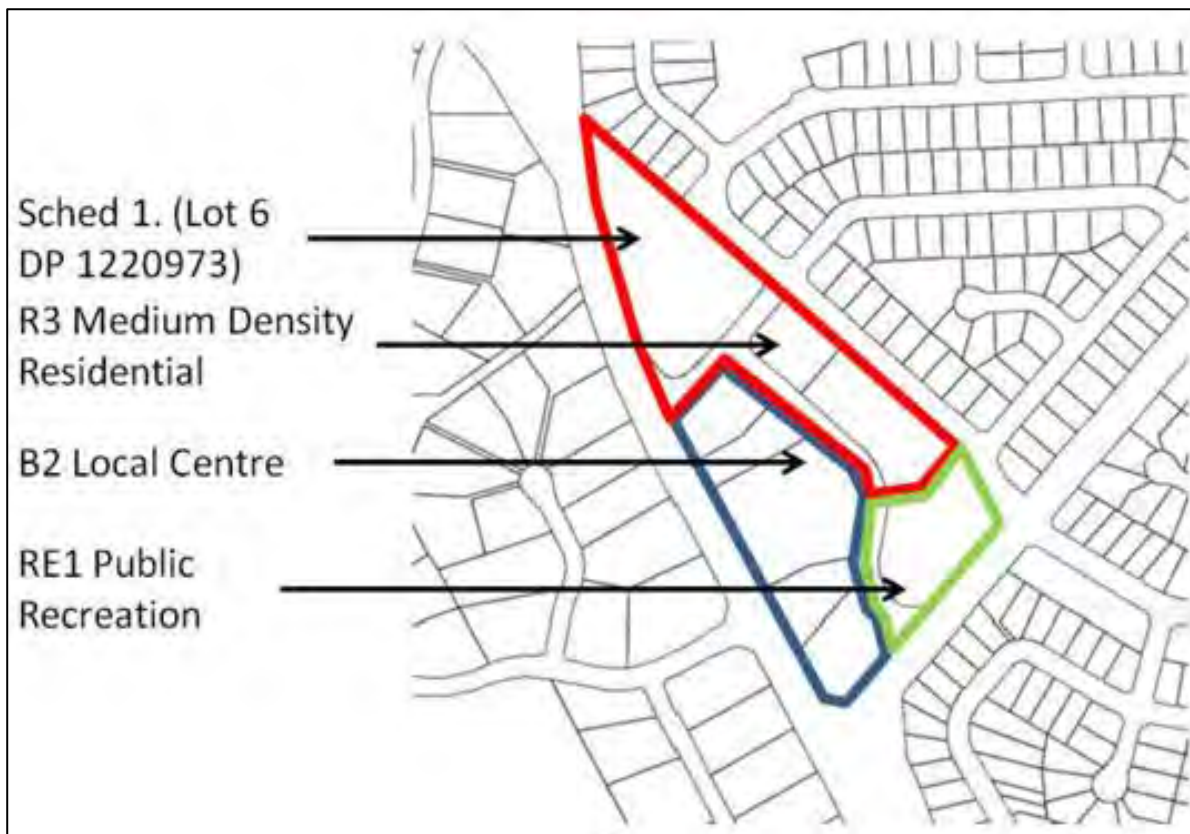 Sched 1. (Lot 6
DP 1220973)
R3 Medium Density
Residential
B2 Local Centre
RE1 Public
Recreation